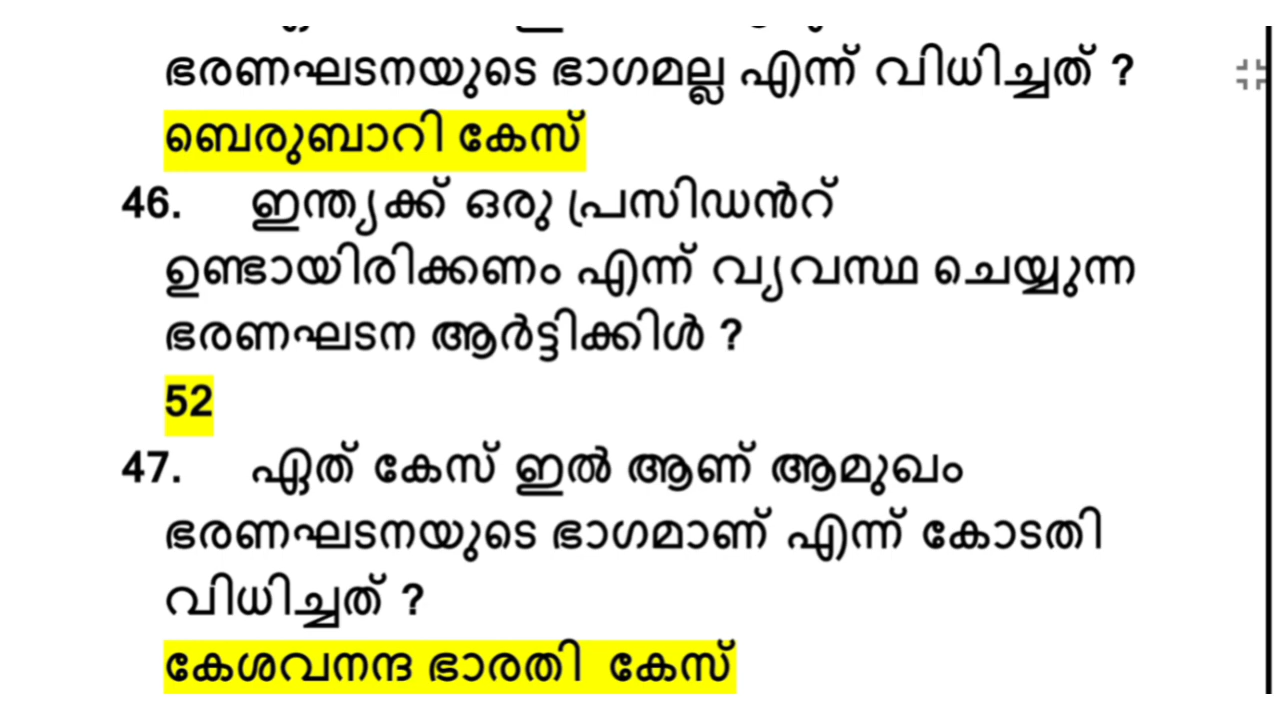 ഭരണഘടനയുടെ ഭാഗമല്ല എന്ന് വിധിച്ചത് ?
ബെരുബാറി കേസ്
46. ഇന്ത്യക്ക് ഒരു പ്രസിഡൻറ്
ഉണ്ടായിരിക്കണം എന്ന് വ്യവസ്ഥ ചെയ്യുന്ന
ഭരണഘടന ആർട്ടിക്കിൾ ?
52
47. ഏത് കേസ് ഇൽ ആണ് ആമുഖം
ഭരണഘടനയുടെ ഭാഗമാണ് എന്ന് കോടതി
വിധിച്ചത് ?
കേശവനന്ദ ഭാരതി കേസ്